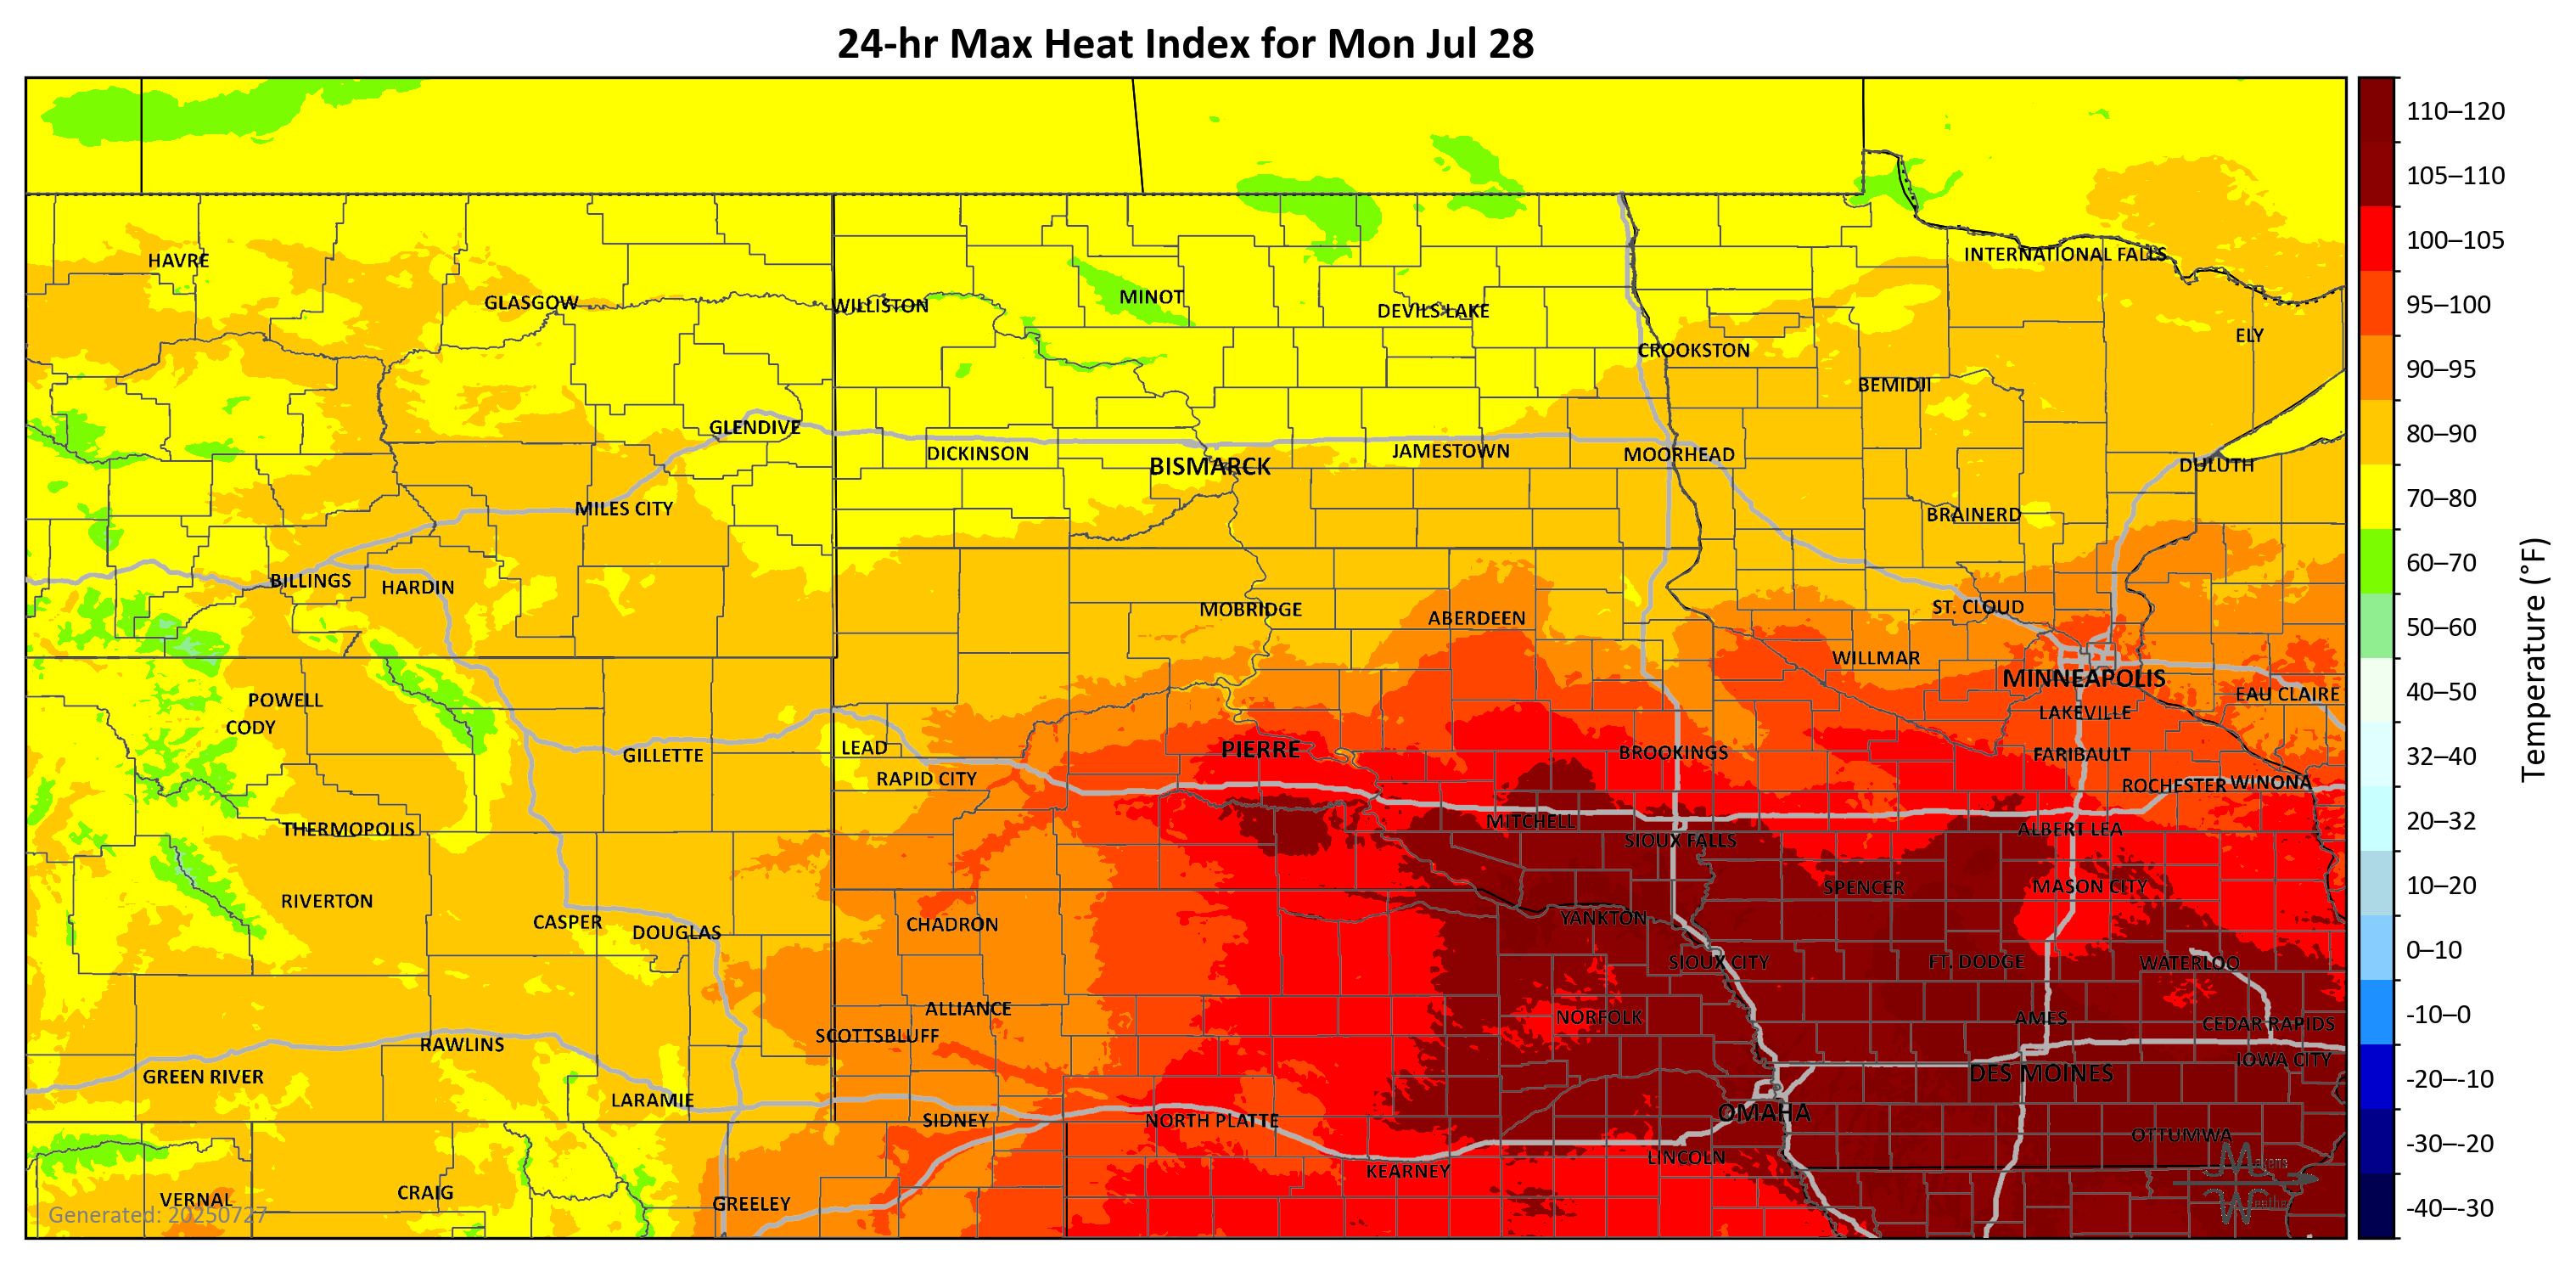 24-hr Max Heat Index for Mon Jul 28
HAVRE
INTERNATIONAL FALLS
GLASGOW
WILLISTON
MINOT
DEVILS LAKE
ELY
CROOKSTON
BEMIDJI
GLENDIVE
DICKINSON
BISMARCK
JAMESTOWN
MOORHEAD
DULUTH
MILES CITY
BRAINERD
BILLINGS
HARDIN
MOBRIDGE
ABERDEEN
ST. CLOUD
WILLMAR
MINNEAPOLIS
EAU CLAIRE
POWELL
CODY
LAKEVILLE
GILLETTE
LEAD
PIERRE
BROOKINGS
FARIBAULT
RAPID CITY
ROCHESTER
WINONA
THERMOPOLIS
MITCHELL
SIOUX FALLS
ALBERT LEA
RIVERTON
SPENCER
MASON CITY
CASPER
DOUGLAS
CHADRON
YANKTON
SIOUX CITY
FT. DODGE
WATERLOO
ALLIANCE
NORFOLK
AMES
CEDAR RAPIDS
SCOTTSBLUFF
RAWLINS
IOWA CITY
GREEN RIVER
DES MOINES
LARAMIE
SIDNEY
NORTH PLATTE
OMAHA
OTTUMWA
KEARNEY
LINCOLN
VERNAL
CRAIG
GREELEY
Generated: 20250727
Mavens
Weather
110–120
105–110
100–105
95–100
90–95
80–90
70–80
60–70
50–60
40–50
32–40
20–32
10–20
0–10
-10–0
-20–-10
-30–-20
-40–-30
Temperature (°F)